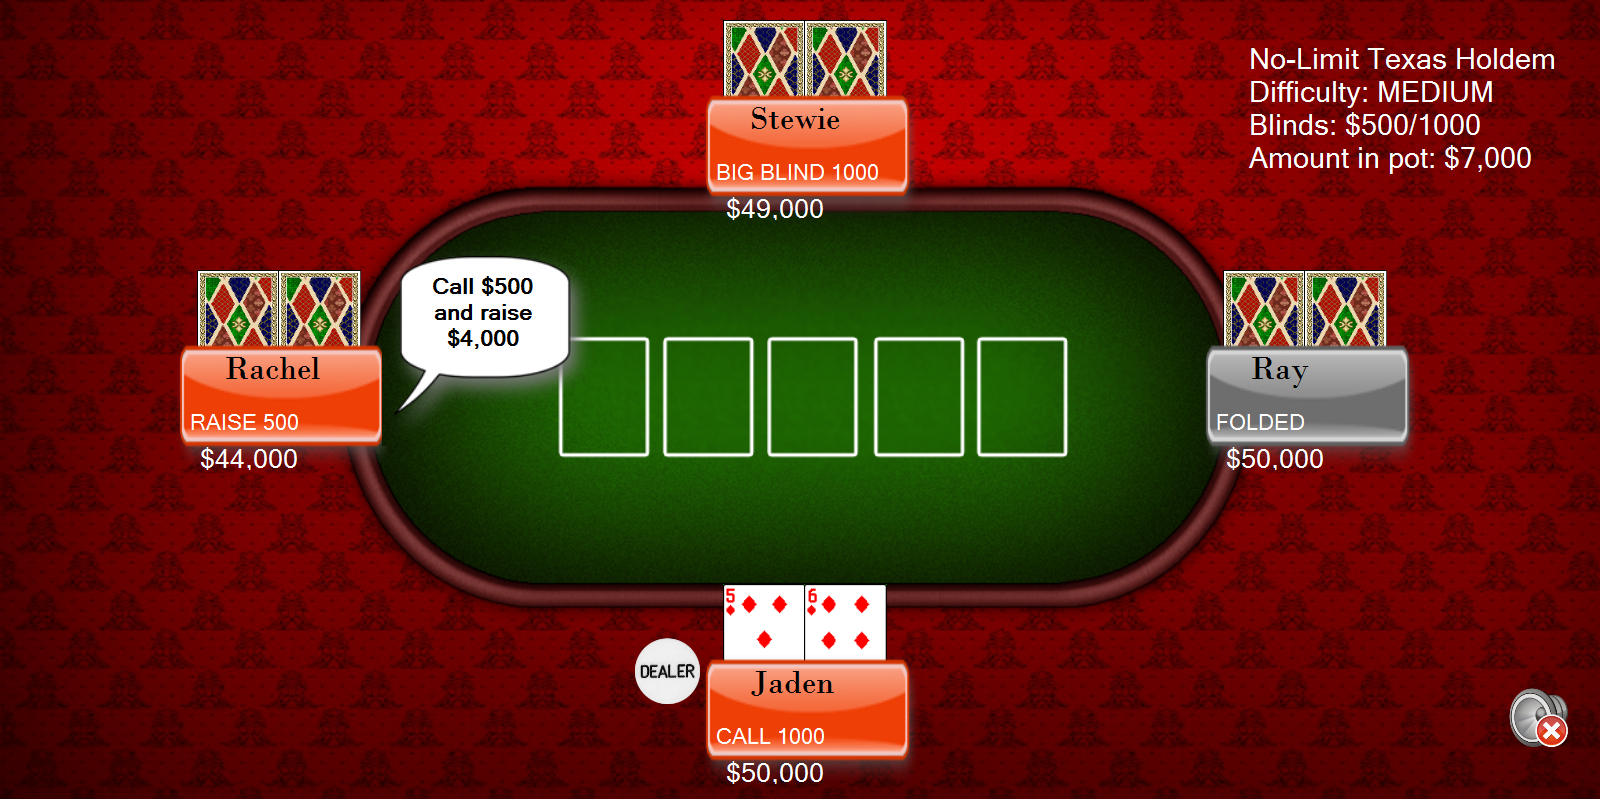 No-Limit Texas Holdem
Difficulty: MEDIUM
Blinds: $500/1000
Amount in pot: $7,000
Stewie
BIG BLIND 1000
$49,000
Call $500
and raise
$4,000
Rachel
RAISE 500
$44,000
Ray
FOLDED
$50,000
5
6
DEALER
Jaden
CALL 1000
$50,000